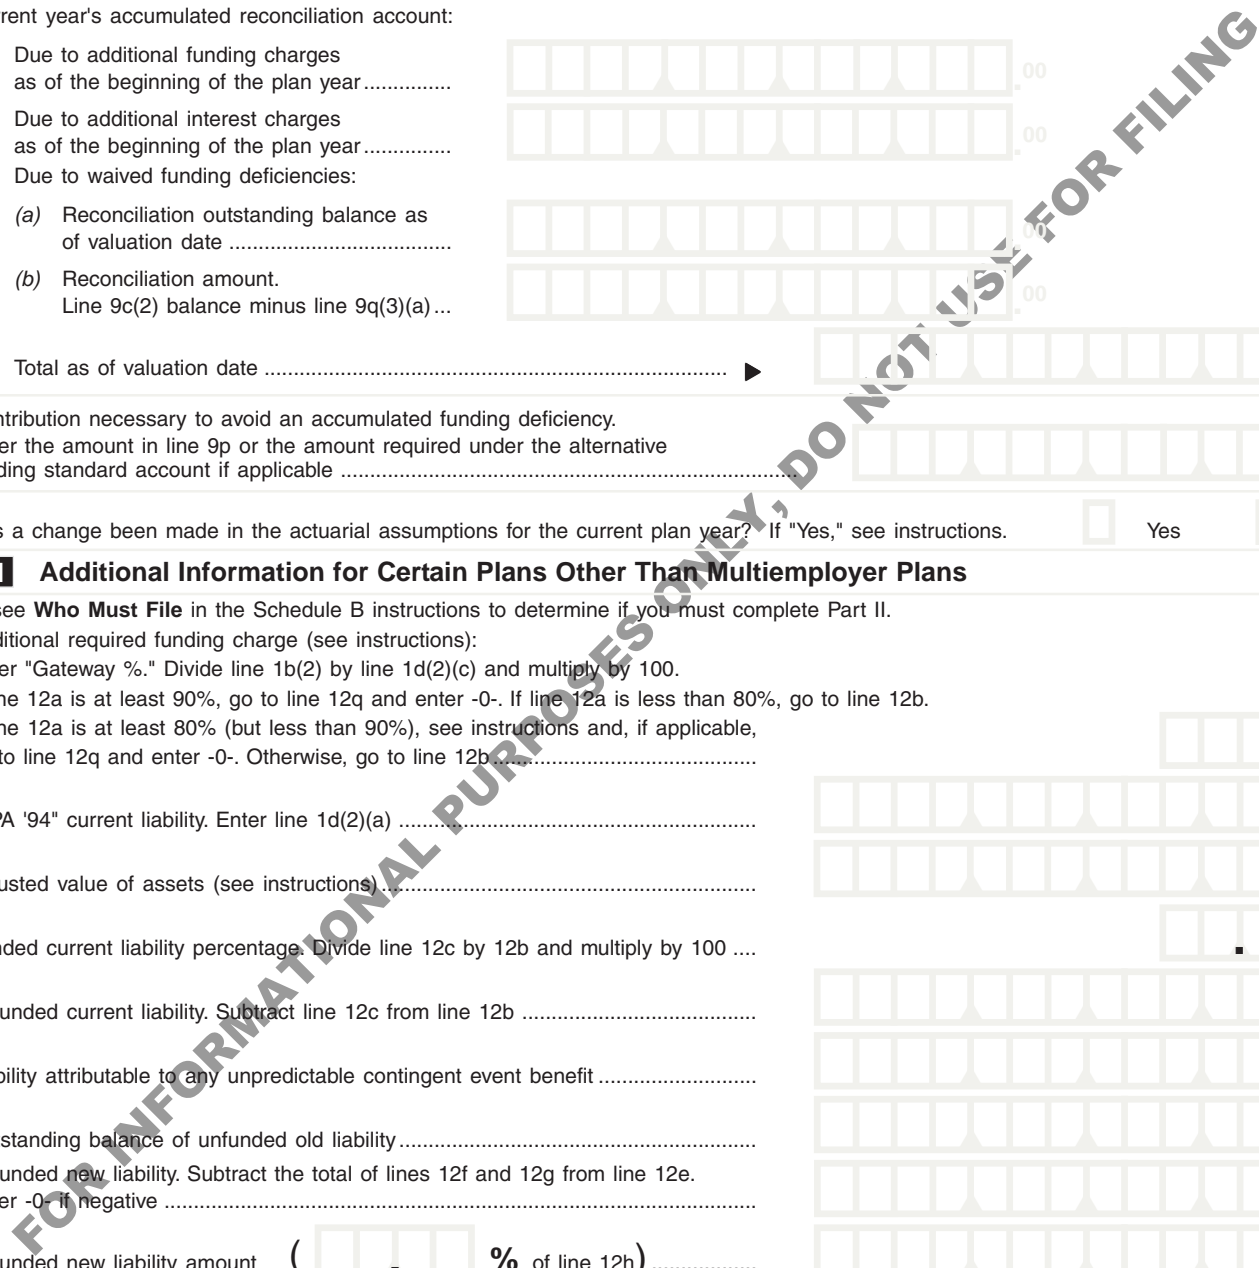 rrent year's accumulated reconciliation account:
Due to additional funding charges
as of the beginning of the plan year ............... .00
Due to additional interest charges
as of the beginning of the plan year ............... .00
Due to waived funding deficiencies:
(a) Reconciliation outstanding balance as
of valuation date ...................................... .00
(b) Reconciliation amount.
Line 9c(2) balance minus line 9q(3)(a) ... .00
Total as of valuation date ................................................................................ ▶
ntribution necessary to avoid an accumulated funding deficiency.
er the amount in line 9p or the amount required under the alternative
ding standard account if applicable ..............................................................................
s a change been made in the actuarial assumptions for the current plan year? If "Yes," see instructions. Yes
Additional Information for Certain Plans Other Than Multiemployer Plans
see Who Must File in the Schedule B instructions to determine if you must complete Part II.
ditional required funding charge (see instructions):
er "Gateway %." Divide line 1b(2) by line 1d(2)(c) and multiply by 100.
ne 12a is at least 90%, go to line 12q and enter -0-. If line 12a is less than 80%, go to line 12b.
ne 12a is at least 80% (but less than 90%), see instructions and, if applicable,
to line 12q and enter -0-. Otherwise, go to line 12b .............................................
PA '94" current liability. Enter line 1d(2)(a) .............................................................
usted value of assets (see instructions) ................................................................
nded current liability percentage. Divide line 12c by 12b and multiply by 100 .... .
unded current liability. Subtract line 12c from line 12b ........................................
bility attributable to any unpredictable contingent event benefit ...........................
standing balance of unfunded old liability .............................................................
unded new liability. Subtract the total of lines 12f and 12g from line 12e.
er -0- if negative .....................................................................................................
unded new liability amount ( . % of line 12h) ..................
FOR INFORMATIONAL PURPOSES ONLY, DO NOT USE FOR FILING